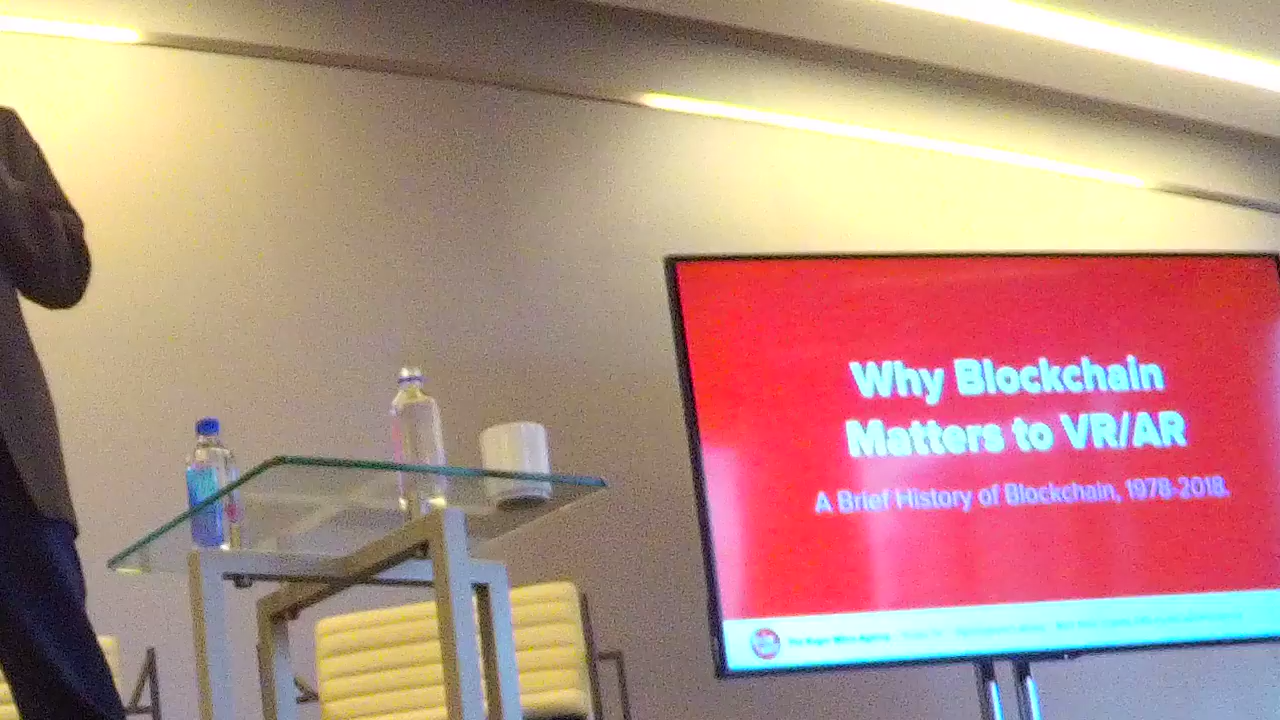 Why Blockchain
Matters to VR/AR
A Brief History of Blockchain, 1978-2018.